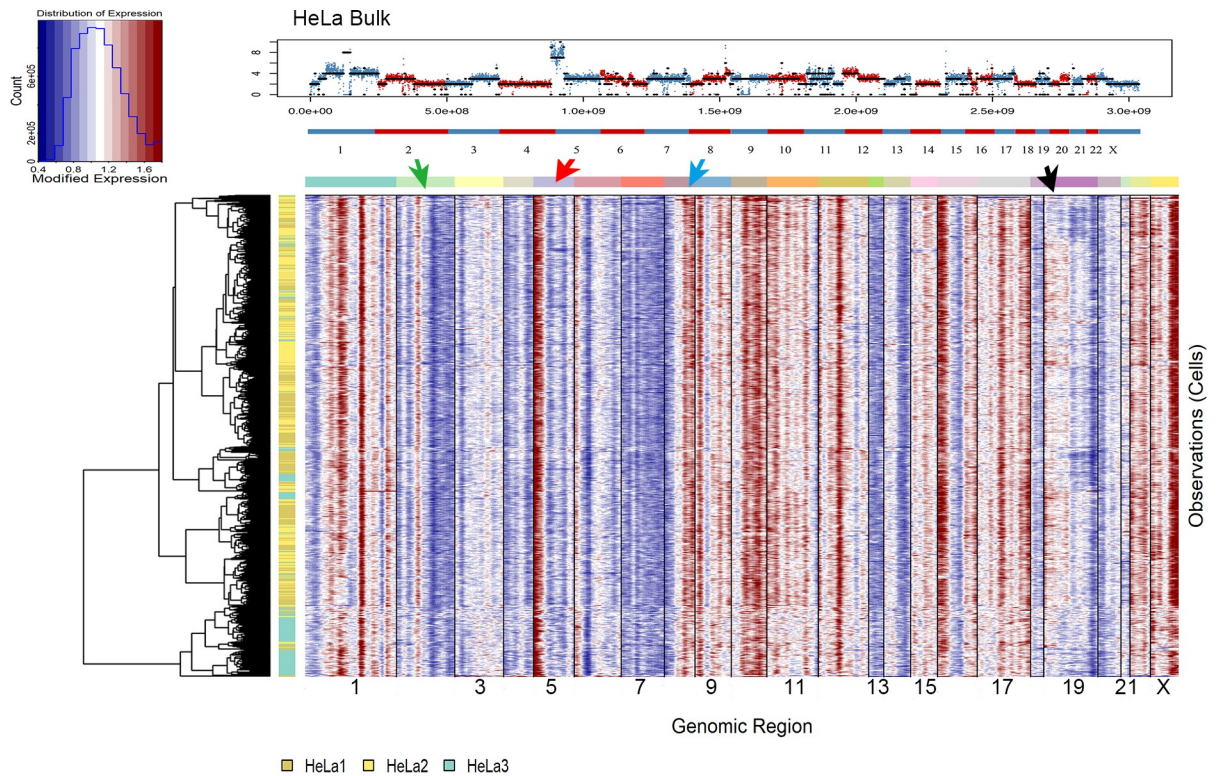 HeLa Bulk
Distribution of Expression
Count
2e+05 6e+05
0.4 0.8 1.2 1.6
Modified Expression
0 4 8
0.0e+00 5.0e+08 1.0e+09 1.5e+09 2.0e+09 2.5e+09 3.0e+09
1 2 3 4 5 6 7 8 9 10 11 12 13 14 15 16 17 18 19 20 21 22 X
Observations (Cells)
1 3 5 7 9 11 13 15 17 19 21 X
Genomic Region
HeLa1 HeLa2 HeLa3